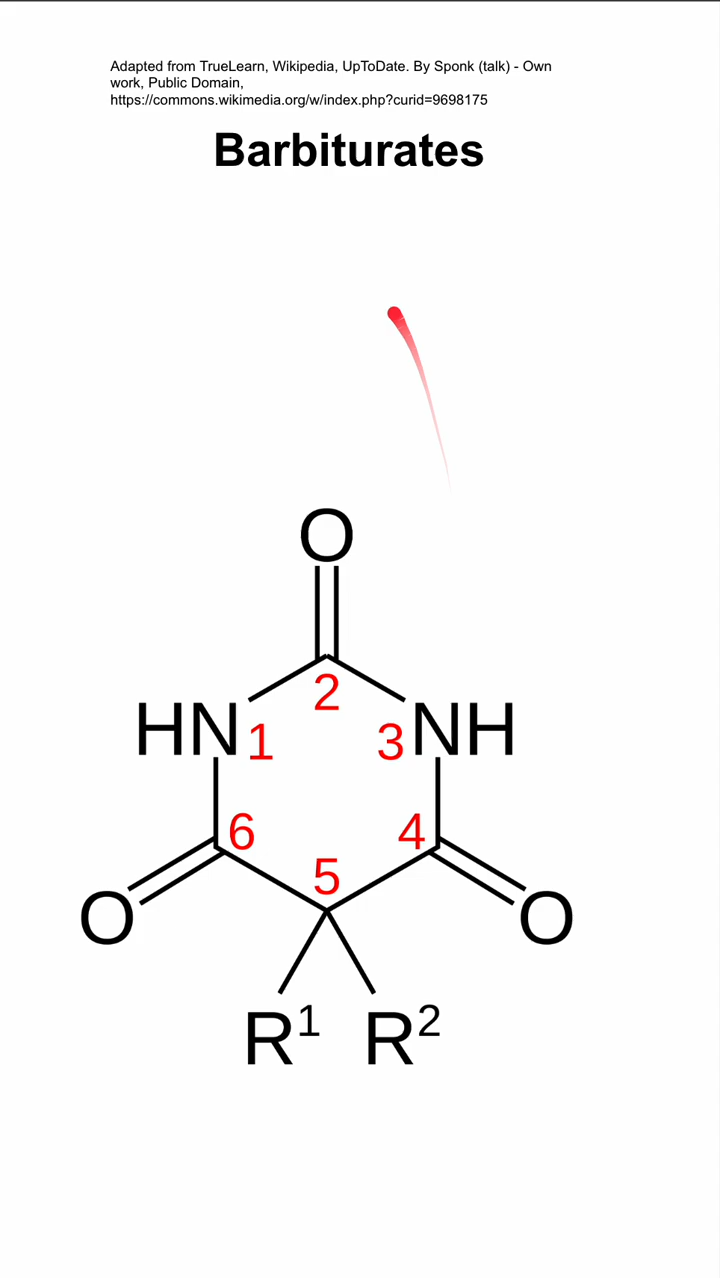 Adapted from TrueLearn, Wikipedia, UpToDate. By Sponk (talk) - Own
work, Public Domain,
https://commons.wikimedia.org/w/index.php?curid=9698175
Barbiturates
O
2
HN 1 3 NH
6 4
5
O O
R¹ R²